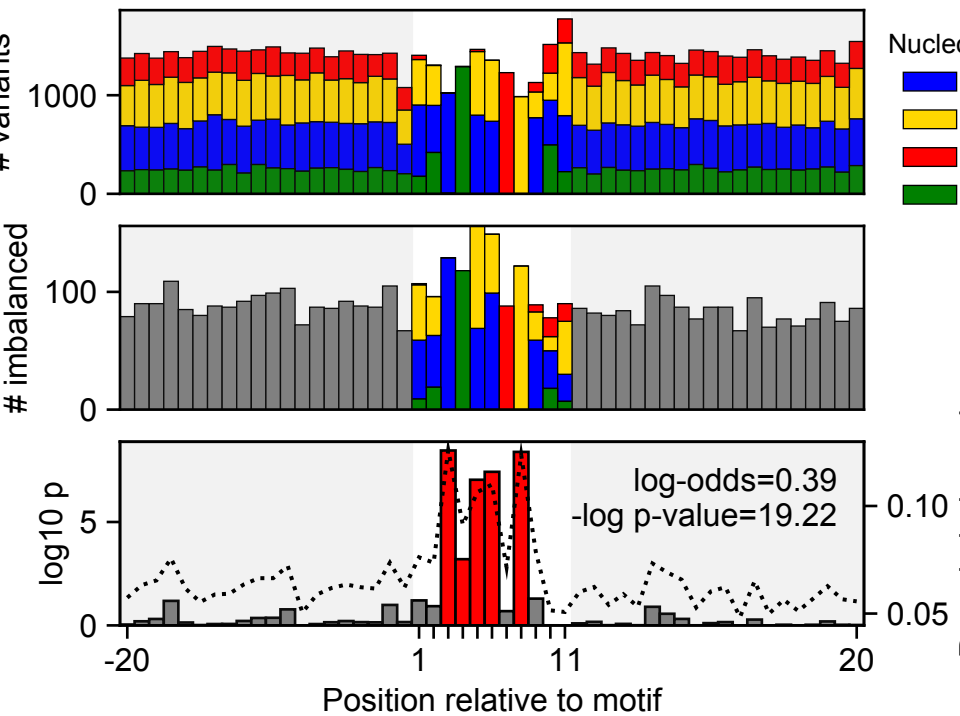 # variants
Nucleo
1000
0
# imbalanced
100
0
log10 p
log-odds=0.39
-log p-value=19.22
5
0
0.10
0.05
-20
1
11
20
Position relative to motif